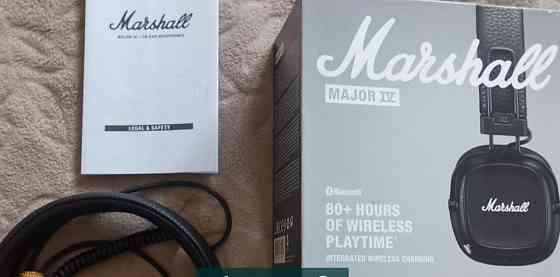 Marshall
MAJOR IV | ON-EAR HEADPHONES
LEGAL & SAFETY
Marshall
MAJOR IV
Bluetooth
80+ HOURS
OF WIRELESS
PLAYTIME
INTEGRATED WIRELESS CHARGING
Marshall